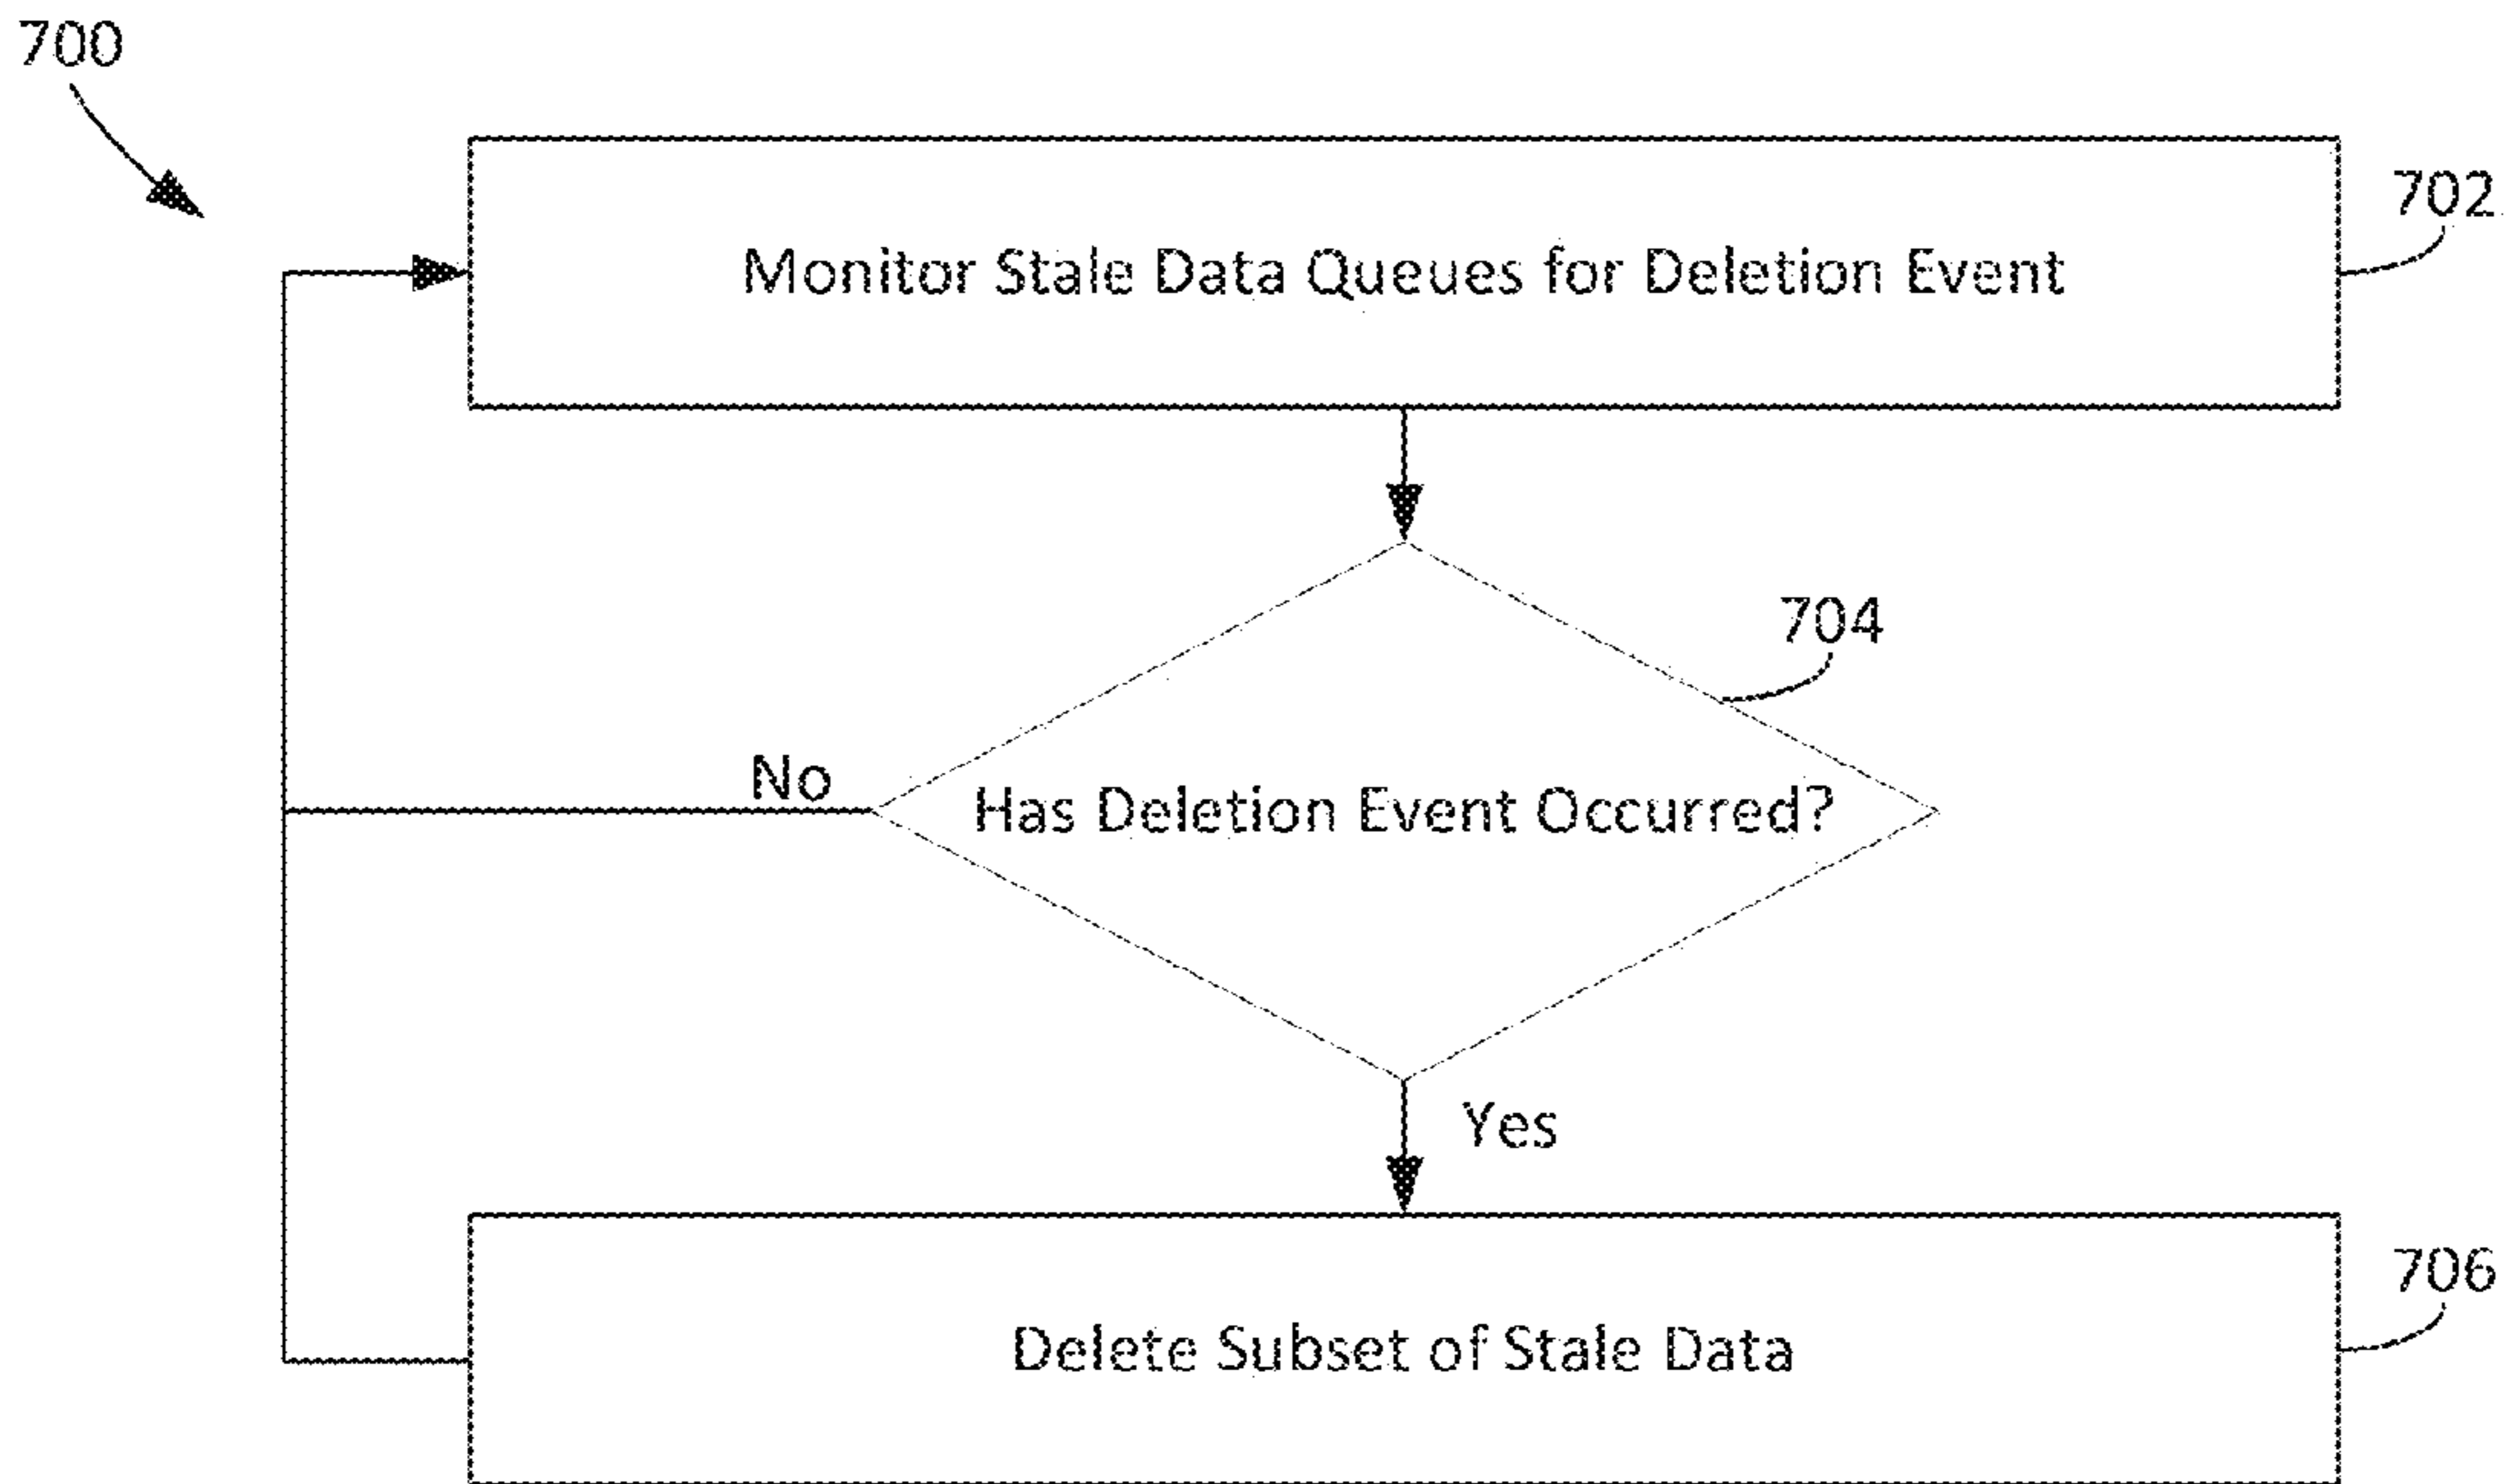 700
702
Monitor Stale Data Queues for Deletion Event
704
No
Has Deletion Event Occurred?
Yes
706
Delete Subset of Stale Data